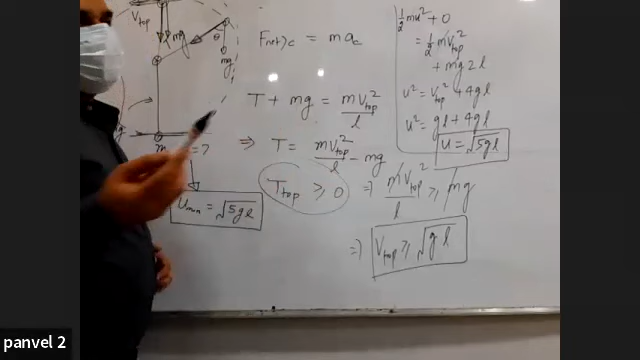 V_top
mg
θ
mg
F_net)c = ma_c
T + mg = mV_top²/l
⇒ T = mV_top²/l - mg
T_top ≥ 0 ⇒ mV_top²/l ≥ mg
⇒ V_top ≥ √gl
½mu² + 0
= ½mV_top²
+ mg2l
u² = V_top² + 4gl
u² = gl + 4gl
u = √5gl
m
= ?
U_min = √5gl
panvel 2